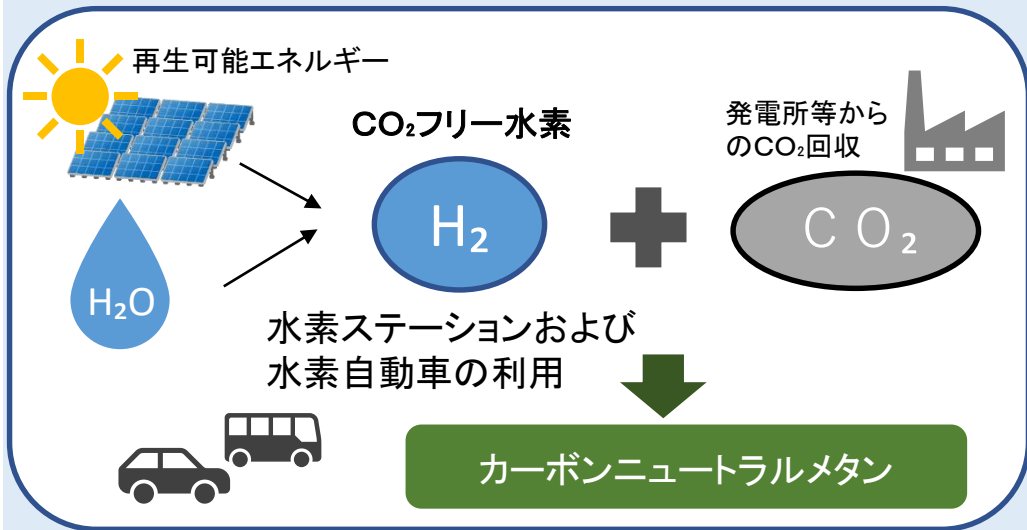 再生可能エネルギー
CO₂フリー水素
発電所等から
のCO₂回収
H₂
CO₂
H₂O
水素ステーションおよび
水素自動車の利用
カーボンニュートラルメタン